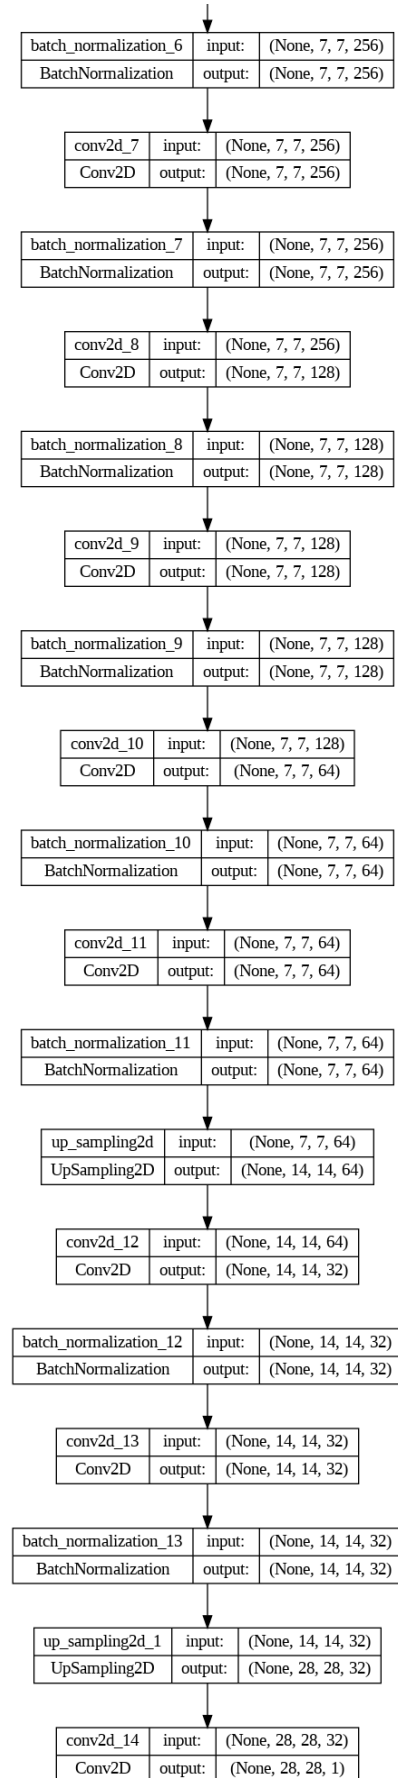 batch_normalization_6 input: (None, 7, 7, 256)
BatchNormalization output: (None, 7, 7, 256)
conv2d_7 input: (None, 7, 7, 256)
Conv2D output: (None, 7, 7, 256)
batch_normalization_7 input: (None, 7, 7, 256)
BatchNormalization output: (None, 7, 7, 256)
conv2d_8 input: (None, 7, 7, 256)
Conv2D output: (None, 7, 7, 128)
batch_normalization_8 input: (None, 7, 7, 128)
BatchNormalization output: (None, 7, 7, 128)
conv2d_9 input: (None, 7, 7, 128)
Conv2D output: (None, 7, 7, 128)
batch_normalization_9 input: (None, 7, 7, 128)
BatchNormalization output: (None, 7, 7, 128)
conv2d_10 input: (None, 7, 7, 128)
Conv2D output: (None, 7, 7, 64)
batch_normalization_10 input: (None, 7, 7, 64)
BatchNormalization output: (None, 7, 7, 64)
conv2d_11 input: (None, 7, 7, 64)
Conv2D output: (None, 7, 7, 64)
batch_normalization_11 input: (None, 7, 7, 64)
BatchNormalization output: (None, 7, 7, 64)
up_sampling2d input: (None, 7, 7, 64)
UpSampling2D output: (None, 14, 14, 64)
conv2d_12 input: (None, 14, 14, 64)
Conv2D output: (None, 14, 14, 32)
batch_normalization_12 input: (None, 14, 14, 32)
BatchNormalization output: (None, 14, 14, 32)
conv2d_13 input: (None, 14, 14, 32)
Conv2D output: (None, 14, 14, 32)
batch_normalization_13 input: (None, 14, 14, 32)
BatchNormalization output: (None, 14, 14, 32)
up_sampling2d_1 input: (None, 14, 14, 32)
UpSampling2D output: (None, 28, 28, 32)
conv2d_14 input: (None, 28, 28, 32)
Conv2D output: (None, 28, 28, 1)